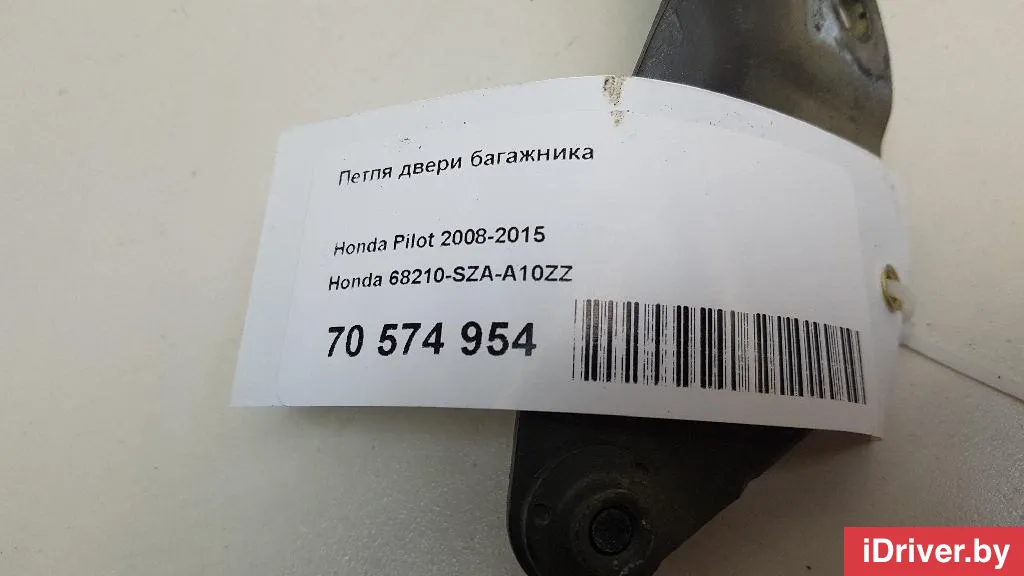 Петля двери багажника
Honda Pilot 2008-2015
Honda 68210-SZA-A10ZZ
70 574 954
iDriver.by